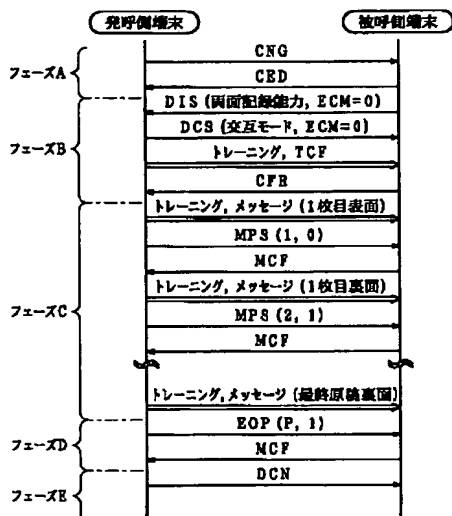 発呼側端末
被呼側端末
フェーズA
CNG
CED
DIS (両面記録能力, ECM=0)
フェーズB
DCS (交互モード, ECM=0)
トレーニング, TCF
CFR
トレーニング, メッセージ (1枚目表面)
MPS (1, 0)
MCF
トレーニング, メッセージ (1枚目裏面)
フェーズC
MPS (2, 1)
MCF
トレーニング, メッセージ (最終原稿裏面)
EOP (P, 1)
フェーズD
MCF
DCN
フェーズE